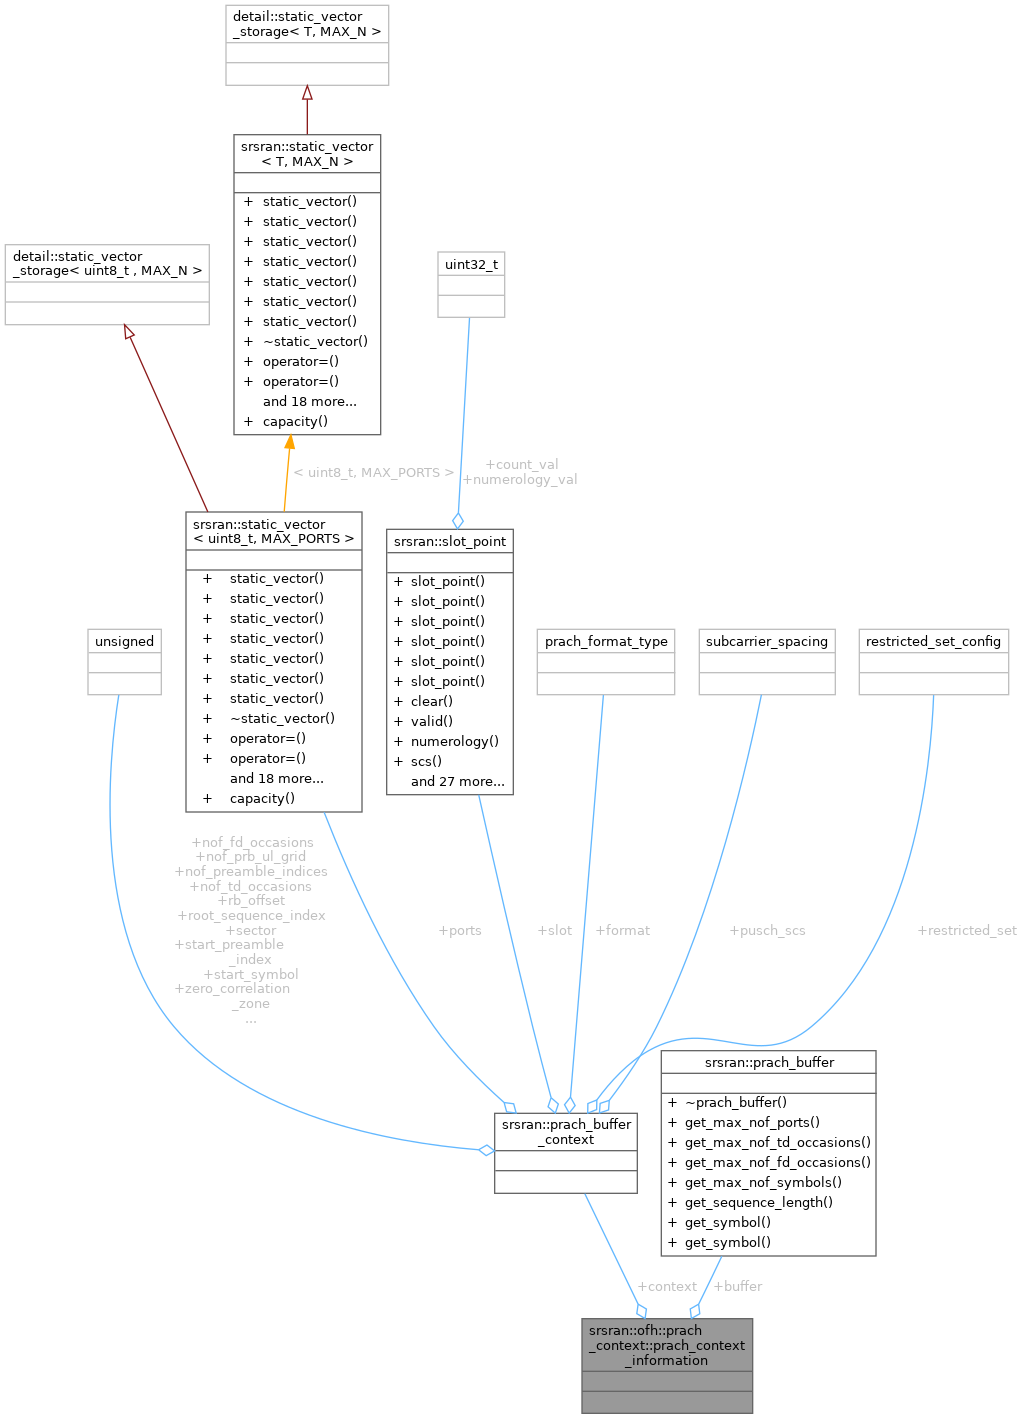 detail::static_vector
_storage< T, MAX_N >
srsran::static_vector
< T, MAX_N >
+ static_vector()
+ static_vector()
+ static_vector()
+ static_vector()
+ static_vector()
+ static_vector()
+ static_vector()
+ ~static_vector()
+ operator=()
+ operator=()
and 18 more...
+ capacity()
detail::static_vector
_storage< uint8_t , MAX_N >
uint32_t
< uint8_t, MAX_PORTS >
+count_val
+numerology_val
srsran::static_vector
< uint8_t, MAX_PORTS >
+ static_vector()
+ static_vector()
+ static_vector()
+ static_vector()
+ static_vector()
+ static_vector()
+ static_vector()
+ ~static_vector()
+ operator=()
+ operator=()
and 18 more...
+ capacity()
srsran::slot_point
+ slot_point()
+ slot_point()
+ slot_point()
+ slot_point()
+ slot_point()
+ slot_point()
+ clear()
+ valid()
+ numerology()
+ scs()
and 27 more...
unsigned
prach_format_type
subcarrier_spacing
restricted_set_config
+nof_fd_occasions
+nof_prb_ul_grid
+nof_preamble_indices
+nof_td_occasions
+rb_offset
+root_sequence_index
+sector
+start_preamble
_index
+start_symbol
+zero_correlation
_zone
...
+ports
+slot
+format
+pusch_scs
+restricted_set
srsran::prach_buffer
+ ~prach_buffer()
+ get_max_nof_ports()
+ get_max_nof_td_occasions()
+ get_max_nof_fd_occasions()
+ get_max_nof_symbols()
+ get_sequence_length()
+ get_symbol()
+ get_symbol()
srsran::prach_buffer
_context
+context
+buffer
srsran::ofh::prach
_context::prach_context
_information